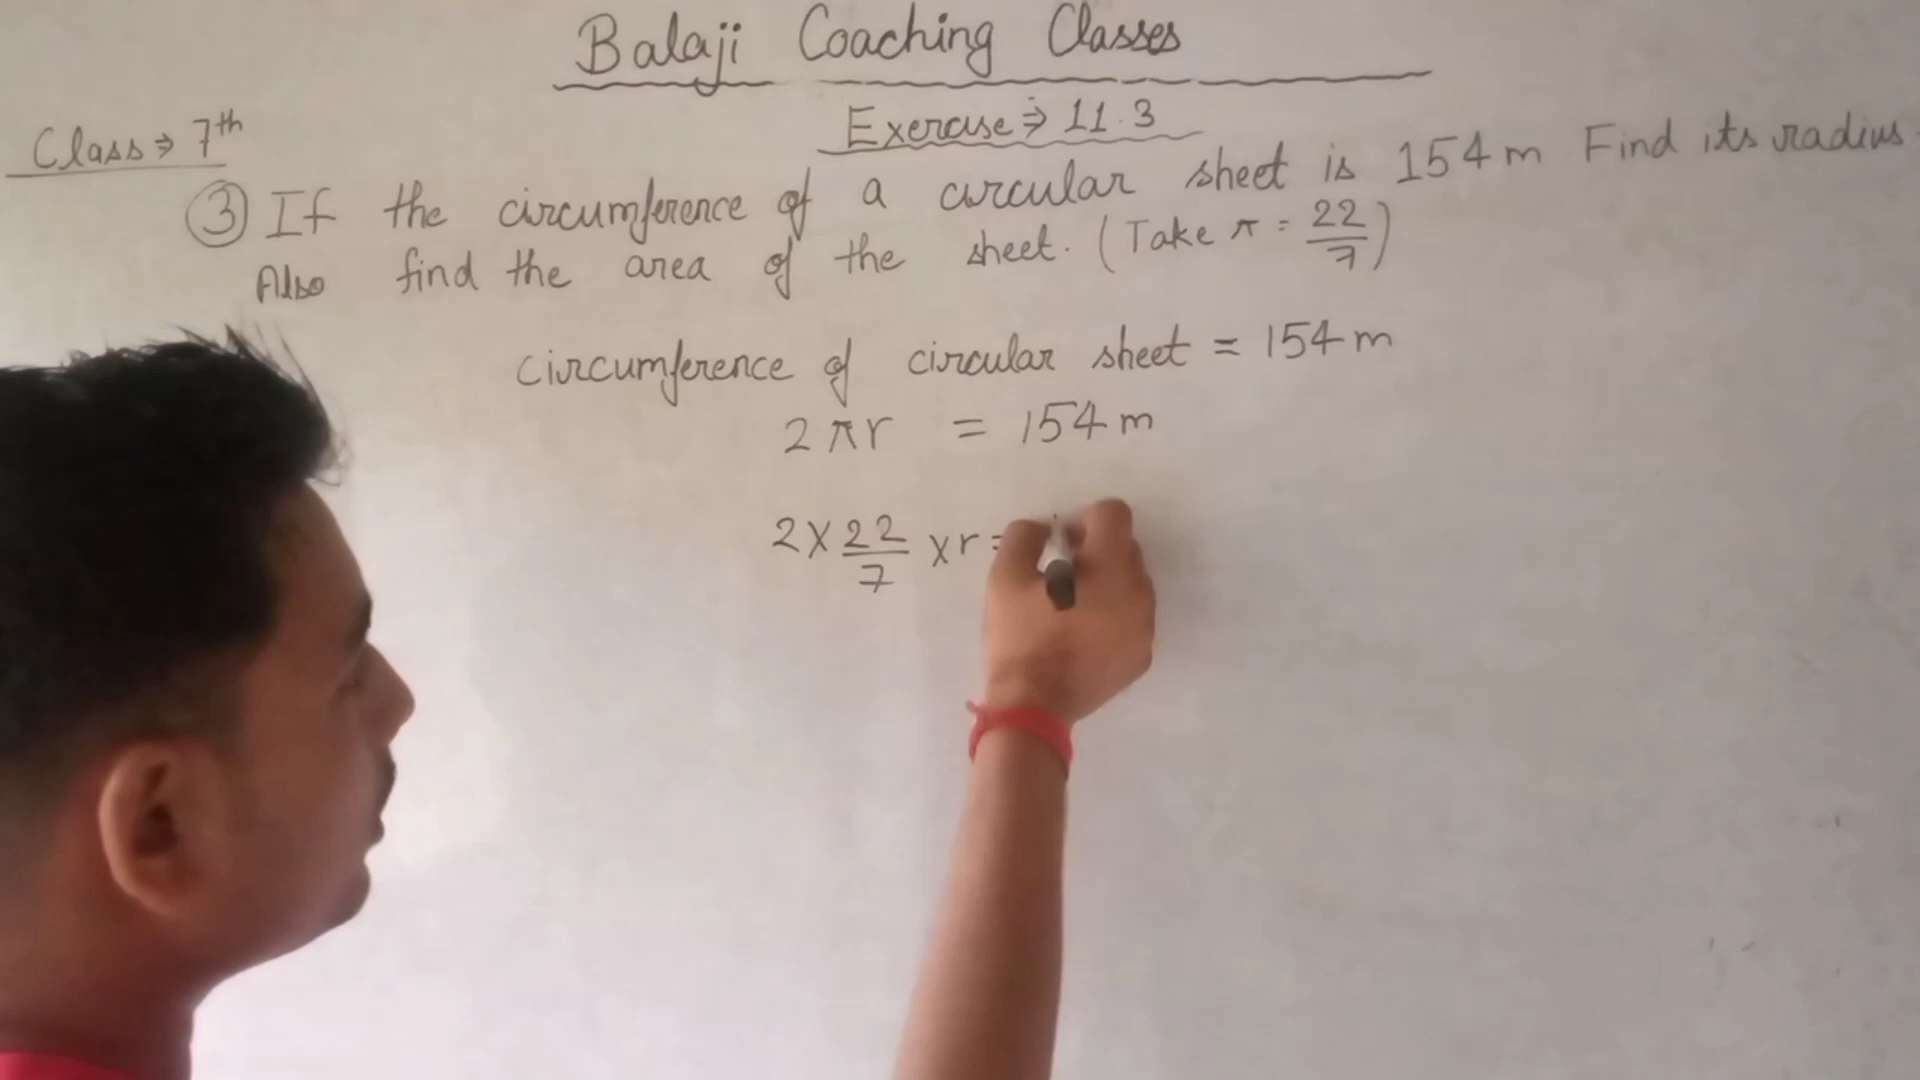 Balaji Coaching Classes
Exercise ⇒ 11.3
Class ⇒ 7th
③ If the circumference of a circular sheet is 154 m Find its radius.
Also find the area of the sheet. (Take π = 22/7)
circumference of circular sheet = 154 m
2πr = 154 m
2 × 22/7 × r =